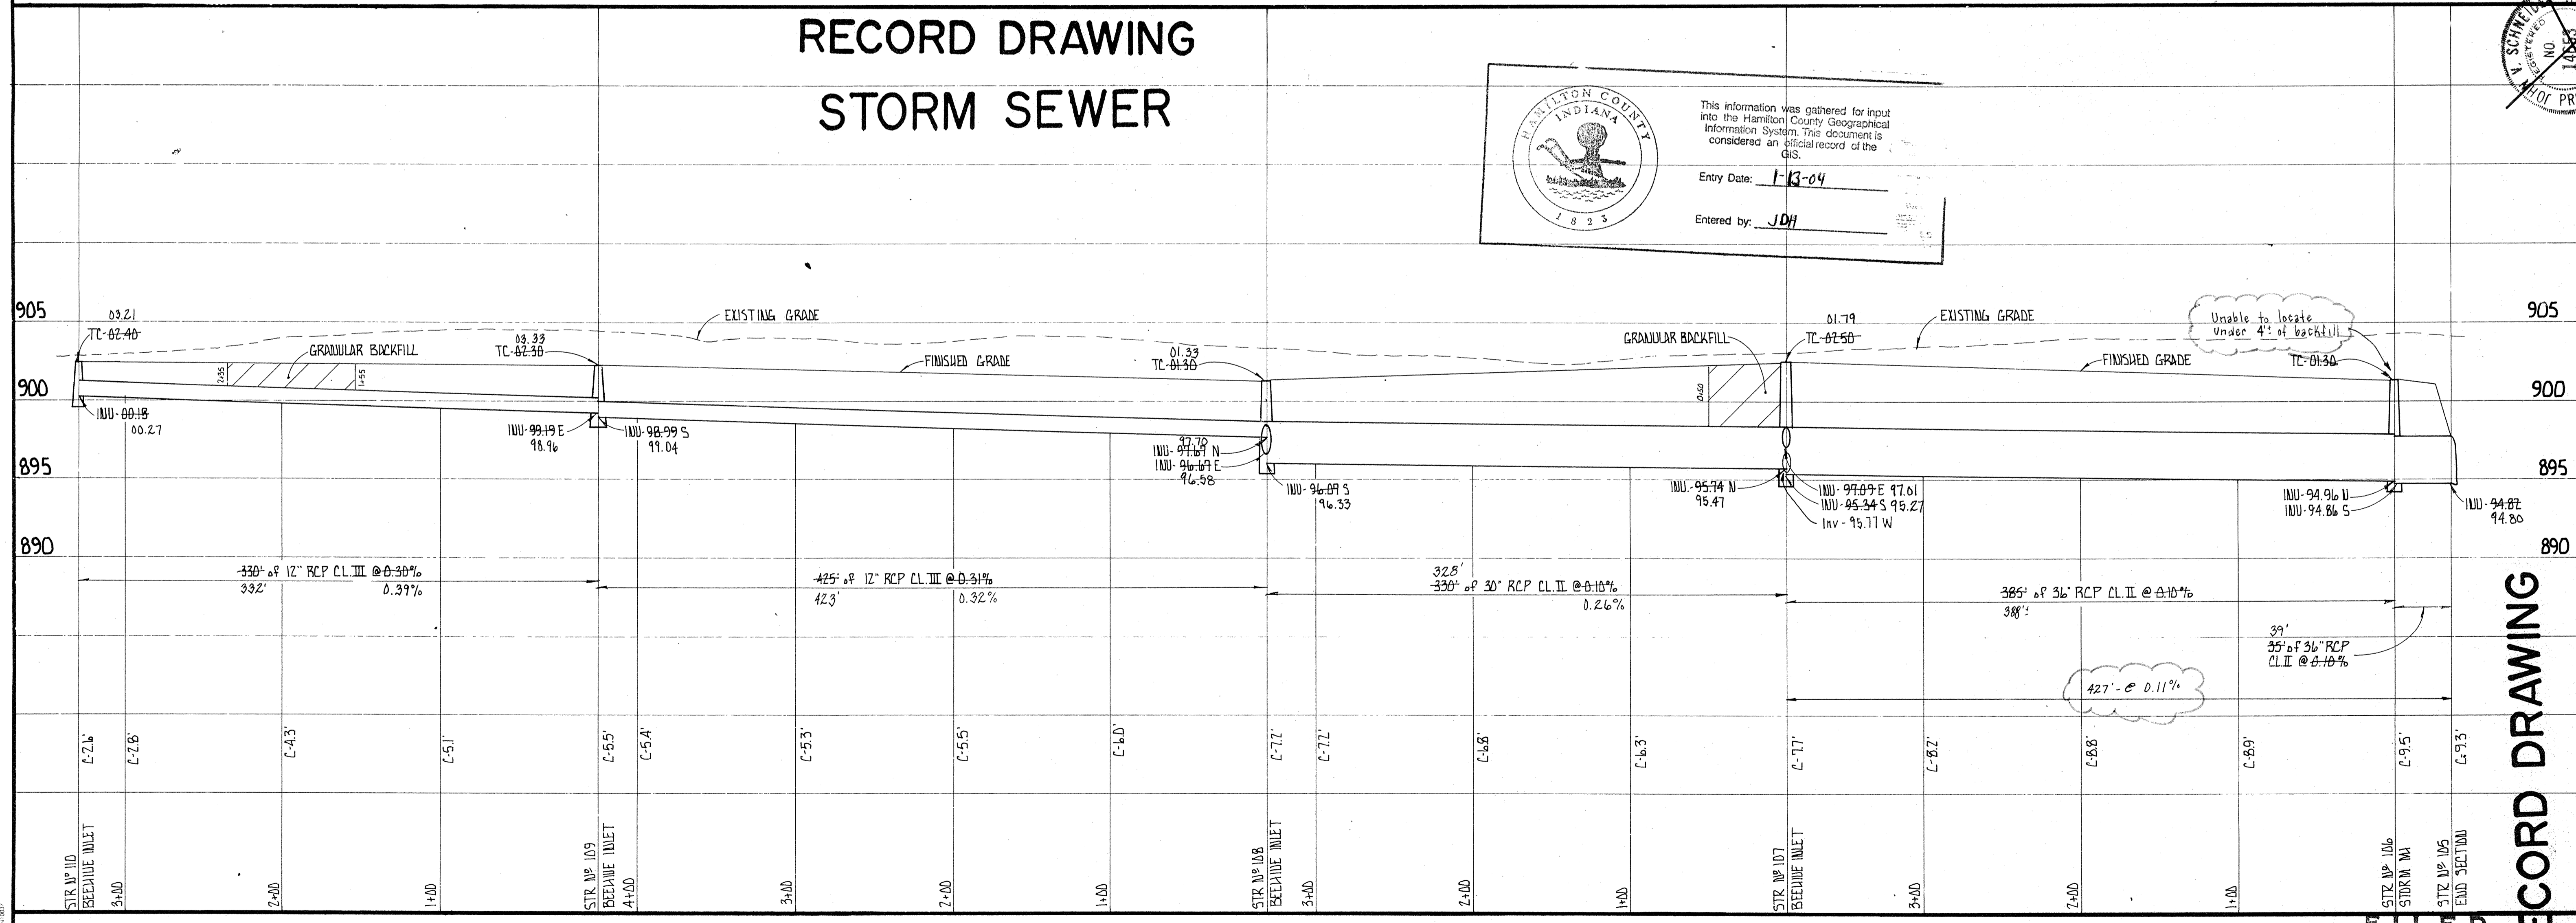 RECORD DRAWING
STORM SEWER
V. SCHNEIDE
REGISTERED
NO.
JOH
PR
HAMILTON COUNTY
INDIANA
1823
This information was gathered for input
into the Hamilton County Geographical
Information System. This document is
considered an official record of the
GIS.
Entry Date: 1-13-04
Entered by: JDH
905
900
895
890
03.21
TC-02.40
GRANULAR BACKFILL
2+35
1+55
INV-00.18
00.27
03.33
TC-02.30
EXISTING GRADE
FINISHED GRADE
INV-99.19 E
98.96
INV-98.99 S
99.04
01.33
TC-01.30
97.70
INV-97.67 N
INV-96.67 E
96.58
INV-96.07 S
96.33
GRANULAR BACKFILL
0+50
01.79
TC-02.50
EXISTING GRADE
INV-95.74 N
95.47
INV-97.09 E 97.01
INV-95.34 S 95.27
Inv-95.77 W
FINISHED GRADE
Unable to locate
under 4'± of backfill
TC-01.30
INV-94.96 N
INV-94.86 S
INV-94.82
94.80
905
900
895
890
330' of 12" RCP CL.III @ 0.30%
332' 0.39%
425' of 12" RCP CL.III @ 0.31%
423' 0.32%
328'
330' of 30" RCP CL.II @ 0.10%
0.26%
385' of 36" RCP CL.II @ 0.10%
388'±
39'
35' of 36" RCP
CL.II @ 0.10%
427'- @ 0.11%
C-2.6'
C-2.8'
C-4.3'
C-5.1'
C-5.5'
C-5.4'
C-5.3'
C-5.5'
C-6.0'
C-7.2'
C-7.2'
C-6.8'
C-6.3'
C-7.7'
C-8.2'
C-8.8'
C-8.9'
C-9.5'
C-9.3'
STR Nº 110
BEEHIVE INLET
3+00
2+00
1+00
STR Nº 109
BEEHIVE INLET
4+00
3+00
2+00
1+00
STR Nº 108
BEEHIVE INLET
3+00
2+00
1+00
STR Nº 107
BEEHIVE INLET
3+00
2+00
1+00
STR Nº 106
STORM MH
STR Nº 105
END SECTION
ECORD DRAWING